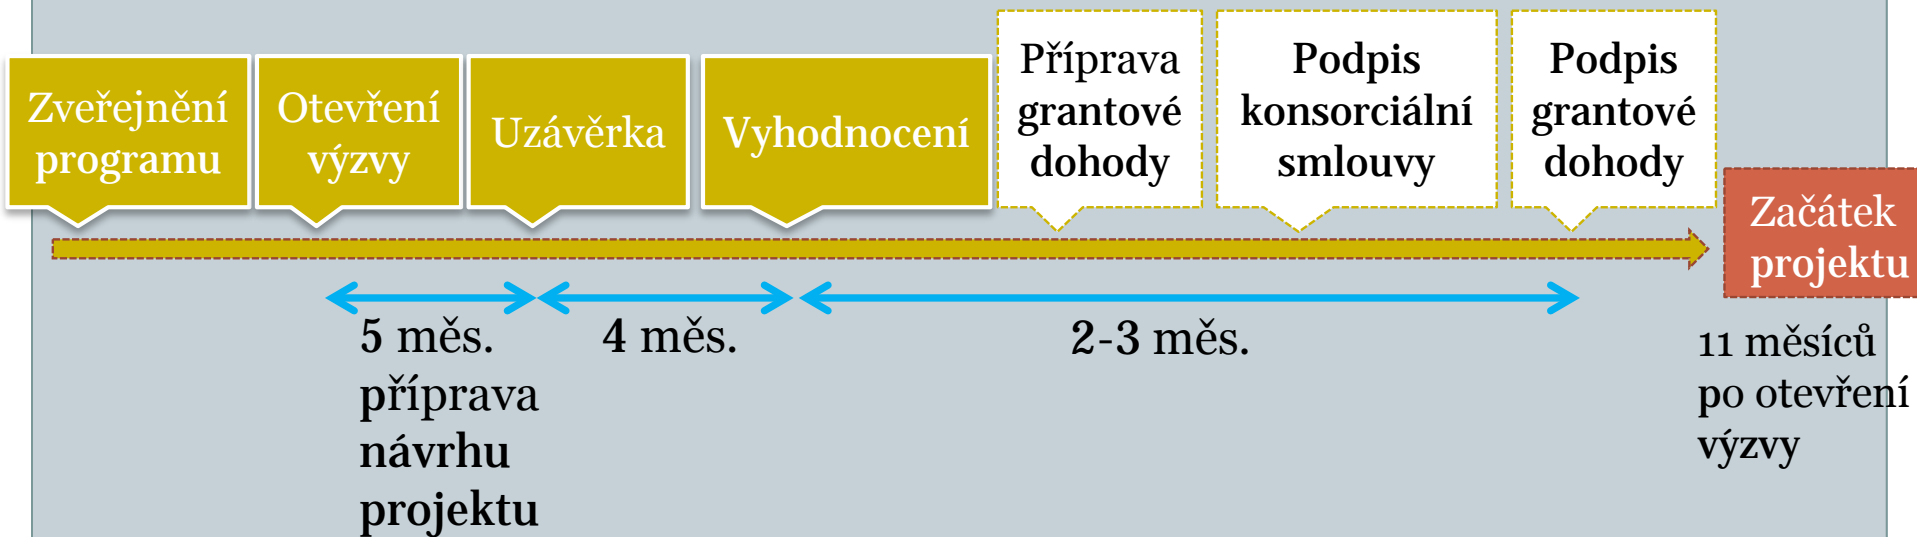 Zveřejnění
programu
Otevření
výzvy
Uzávěrka
Vyhodnocení
Příprava
grantové
dohody
Podpis
konsorciální
smlouvy
Podpis
grantové
dohody
Začátek
projektu
5 měs.
příprava
návrhu
projektu
4 měs.
2-3 měs.
11 měsíců
po otevření
výzvy